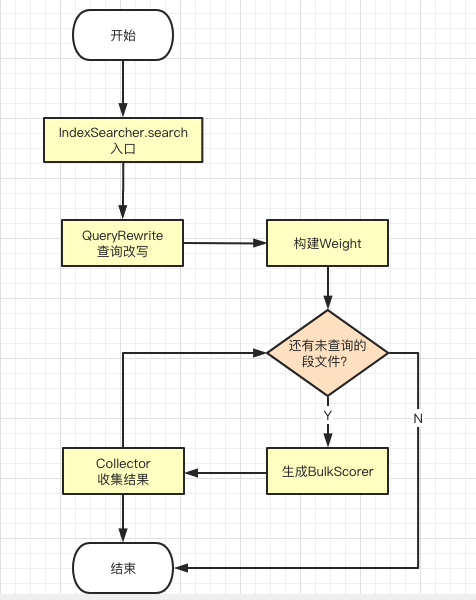 开始
IndexSearcher.search
入口
QueryRewrite
查询改写
构建Weight
还有未查询的
段文件?
Y
N
Collector
收集结果
生成BulkScorer
结束